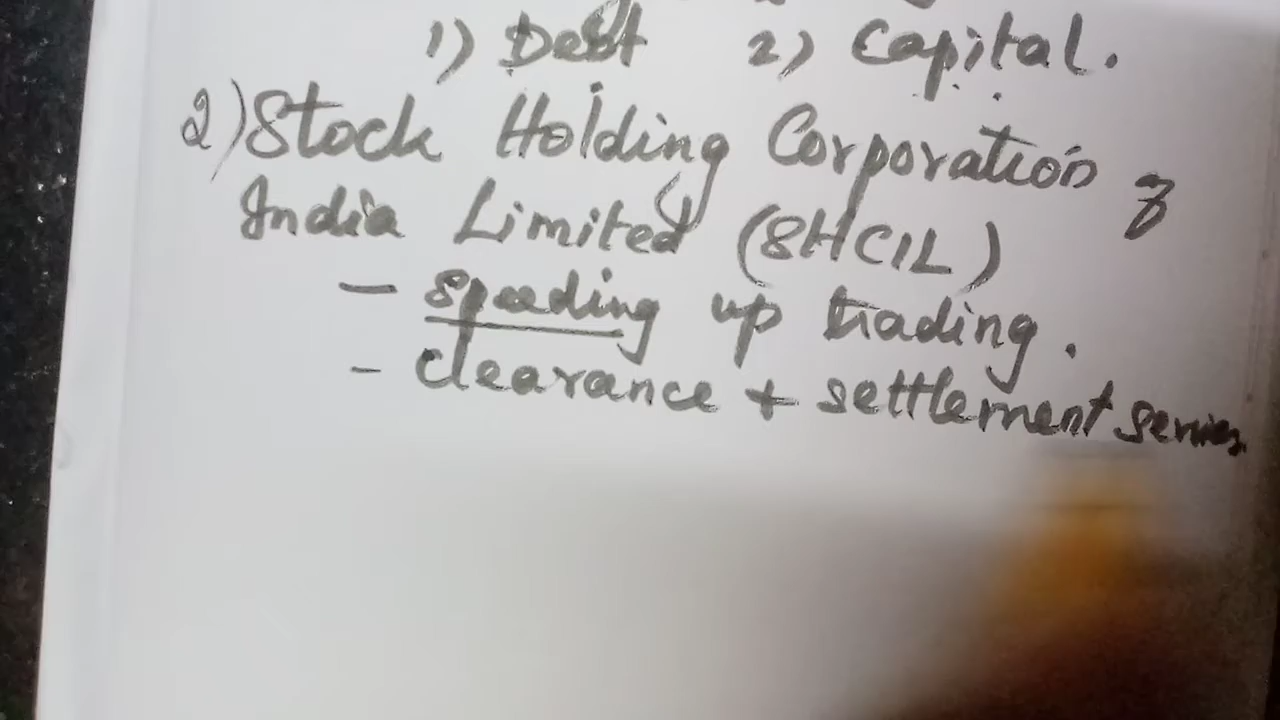 1) Debt 2) Capital.
2) Stock Holding Corporation of
India Limited (SHCIL)
- Speeding up trading.
- clearance + settlement services.